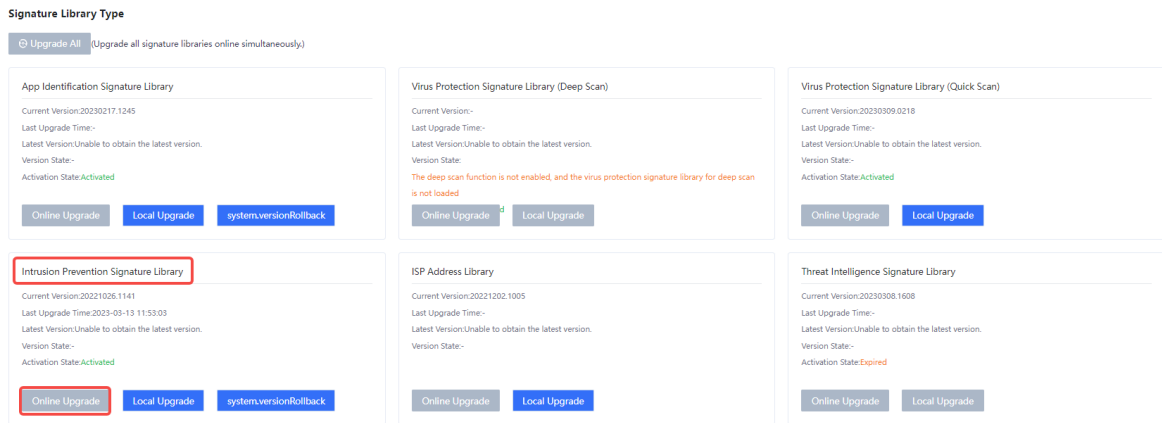 Signature Library Type
Upgrade All (Upgrade all signature libraries online simultaneously.)
App Identification Signature Library
Current Version:20230217.1245
Last Upgrade Time:-
Latest Version:Unable to obtain the latest version.
Version State:-
Activation State:Activated
Online Upgrade Local Upgrade system.versionRollback
Virus Protection Signature Library (Deep Scan)
Current Version:-
Last Upgrade Time:-
Latest Version:Unable to obtain the latest version.
Version State:
The deep scan function is not enabled, and the virus protection signature library for deep scan
is not loaded
Online Upgrade Local Upgrade
Virus Protection Signature Library (Quick Scan)
Current Version:20230309.0218
Last Upgrade Time:-
Latest Version:Unable to obtain the latest version.
Version State:-
Activation State:Activated
Online Upgrade Local Upgrade
Intrusion Prevention Signature Library
Current Version:20221026.1141
Last Upgrade Time:2023-03-13 11:53:03
Latest Version:Unable to obtain the latest version.
Version State:-
Activation State:Activated
Online Upgrade Local Upgrade system.versionRollback
ISP Address Library
Current Version:20221202.1005
Last Upgrade Time:-
Latest Version:Unable to obtain the latest version.
Version State:-
Online Upgrade Local Upgrade
Threat Intelligence Signature Library
Current Version:20230308.1608
Last Upgrade Time:-
Latest Version:Unable to obtain the latest version.
Version State:-
Activation State:Expired
Online Upgrade Local Upgrade